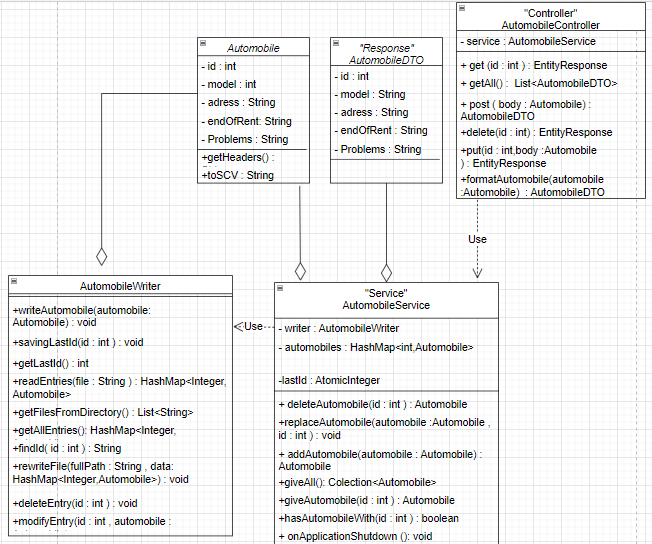 "Controller"
AutomobileController
- service : AutomobileService
+ get (id : int ) : EntityResponse
+ getAll() :  List<AutomobileDTO>
+ post ( body : Automobile) :
AutomobileDTO
+delete(id : int) : EntityResponse
+put(id : int,body :Automobile
) : EntityResponse
+formatAutomobile(automobile
:Automobile)  : AutomobileDTO
Automobile
- id : int
- model : int
- adress : String
- endOfRent: String
- Problems : String
+getHeaders() :
+toSCV : String
"Response"
AutomobileDTO
- id : int
- model : String
- adress : String
- endOfRent : String
- Problems : String
Use
AutomobileWriter
+writeAutomobile(automobile:
Automobile) : void
+savingLastId(id : int ) : void
+getLastId() : int
+readEntries(file : String ) : HashMap<Integer,
Automobile>
+getFilesFromDirectory() : List<String>
+getAllEntries(): HashMap<Integer,
+findId( id : int ) : String
+rewriteFile(fullPath : String , data:
HashMap<Integer,Automobile>) : void
+deleteEntry(id : int ) : void
+modifyEntry(id : int , automobile :
Use
"Service"
AutomobileService
- writer : AutomobileWriter
- automobiles : HashMap<int,Automobile>
-lastId : AtomicInteger
+ deleteAutomobile(id : int ) : Automobile
+replaceAutomobile(automobile :Automobile ,
id : int ) : void
+ addAutomobile(automobile : Automobile) :
Automobile
+giveAll(): Colection<Automobile>
+giveAutomobile(id : int ) : Automobile
+hasAutomobileWith(id : int ) : boolean
+ onApplicationShutdown (): void